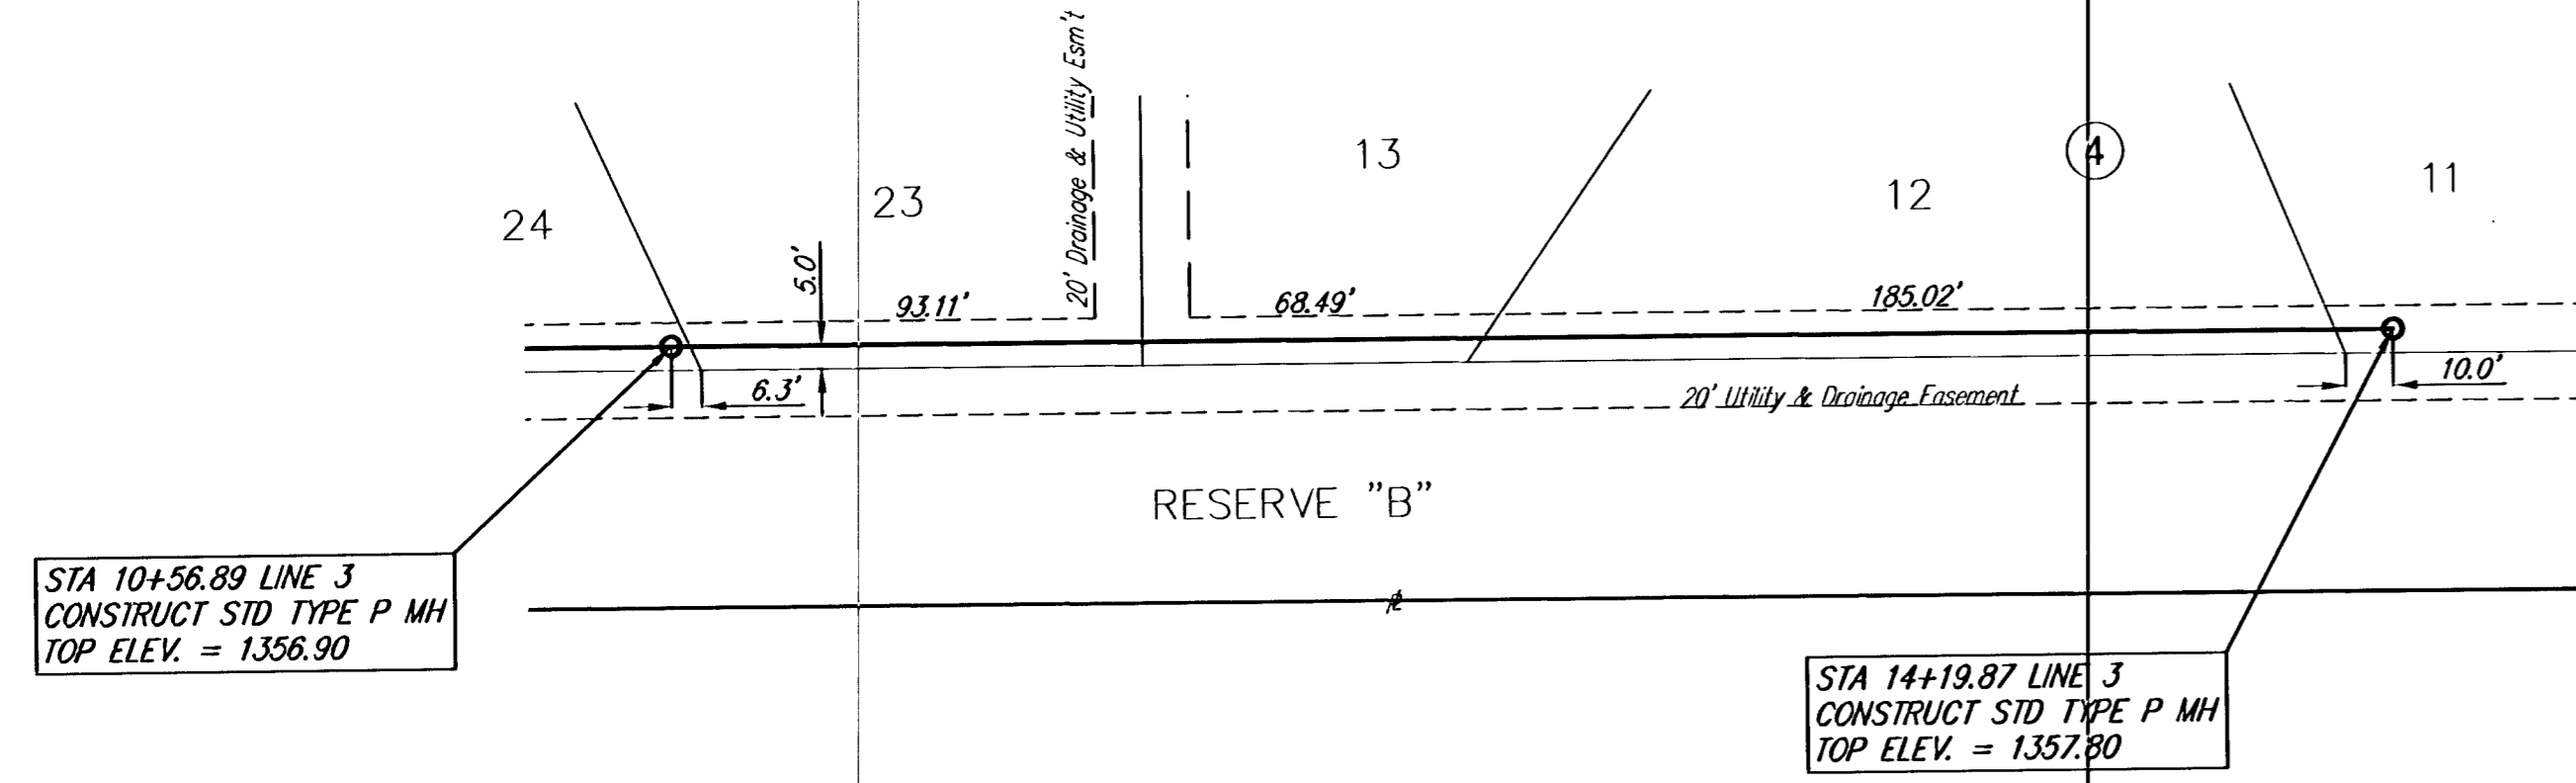 20' Drainage & Utility Esm't
24
23
13
12
4
11
5.0'
93.11'
68.49'
185.02'
6.3'
10.0'
20' Utility & Drainage Easement
RESERVE "B"
STA 10+56.89 LINE 3
CONSTRUCT STD TYPE P MH
TOP ELEV. = 1356.90
STA 14+19.87 LINE 3
CONSTRUCT STD TYPE P MH
TOP ELEV. = 1357.80